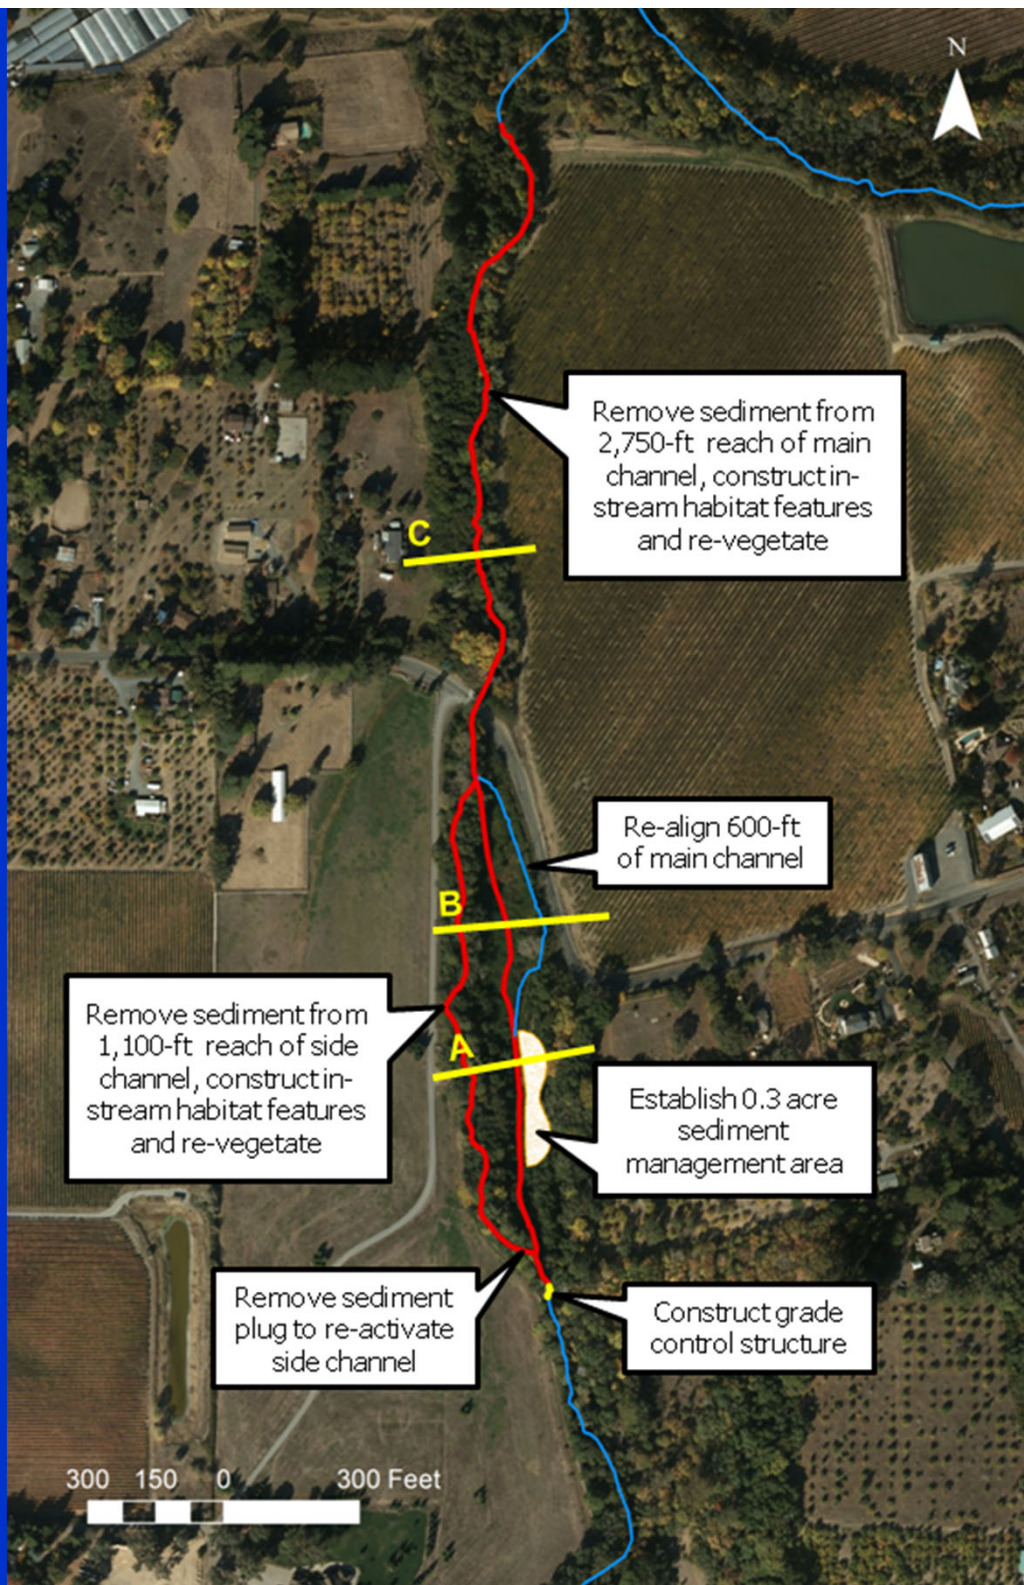 N
Remove sediment from
2,750-ft reach of main
channel, construct in-
stream habitat features
and re-vegetate
C
Re-align 600-ft
of main channel
B
Remove sediment from
1,100-ft reach of side
channel, construct in-
stream habitat features
and re-vegetate
A
Establish 0.3 acre
sediment
management area
Remove sediment
plug to re-activate
side channel
Construct grade
control structure
300 150 0 300 Feet